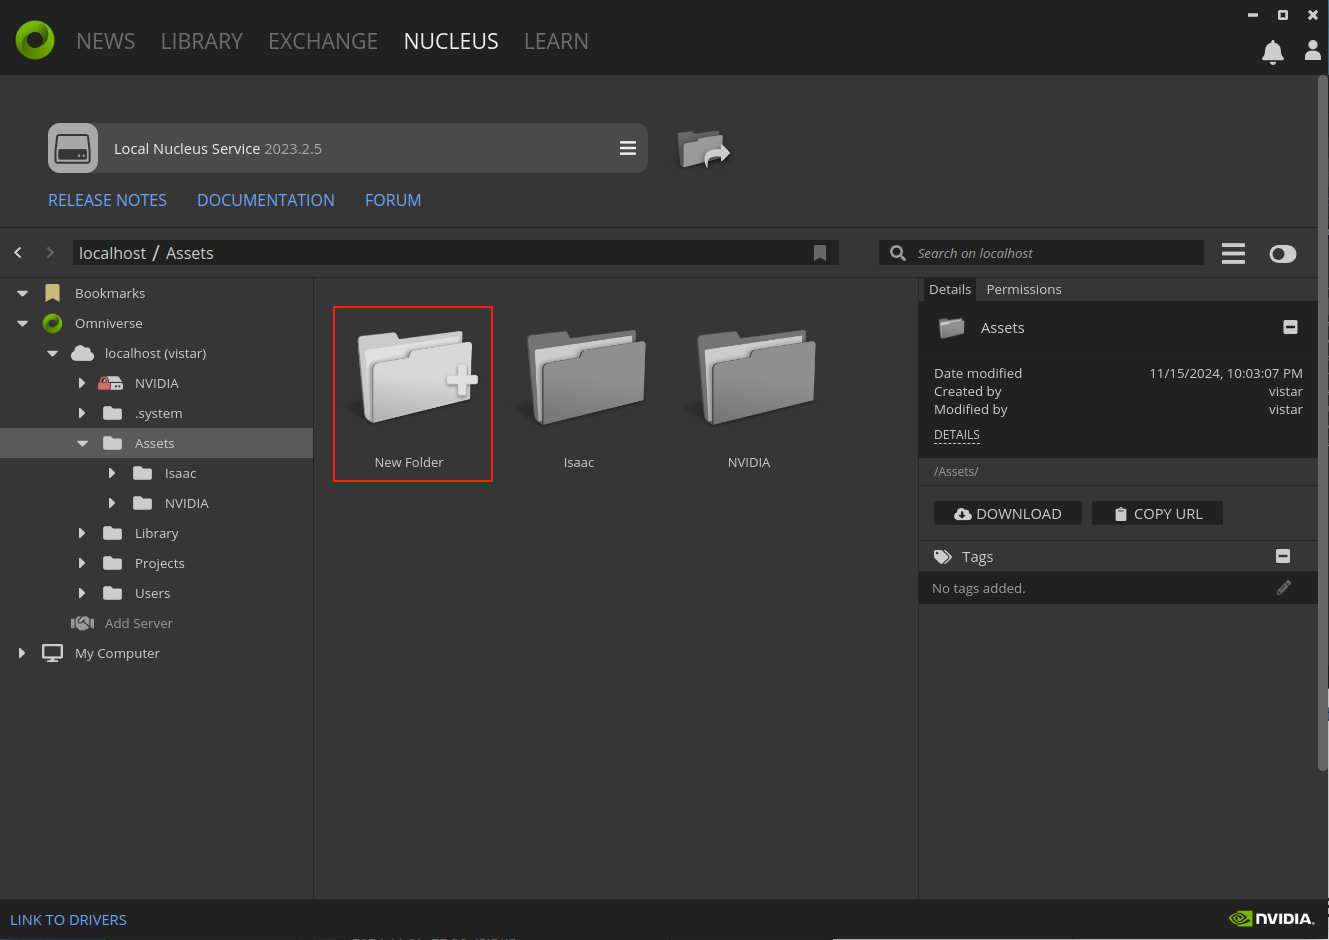 NEWS LIBRARY EXCHANGE NUCLEUS LEARN
Local Nucleus Service 2023.2.5
RELEASE NOTES DOCUMENTATION FORUM
localhost / Assets
Search on localhost
Bookmarks
Omniverse
localhost (vistar)
NVIDIA
.system
Assets
Isaac
NVIDIA
Library
Projects
Users
Add Server
My Computer
New Folder
Isaac
NVIDIA
Details Permissions
Assets
Date modified 11/15/2024, 10:03:07 PM
Created by vistar
Modified by vistar
DETAILS
/Assets/
DOWNLOAD COPY URL
Tags
No tags added.
LINK TO DRIVERS
NVIDIA.